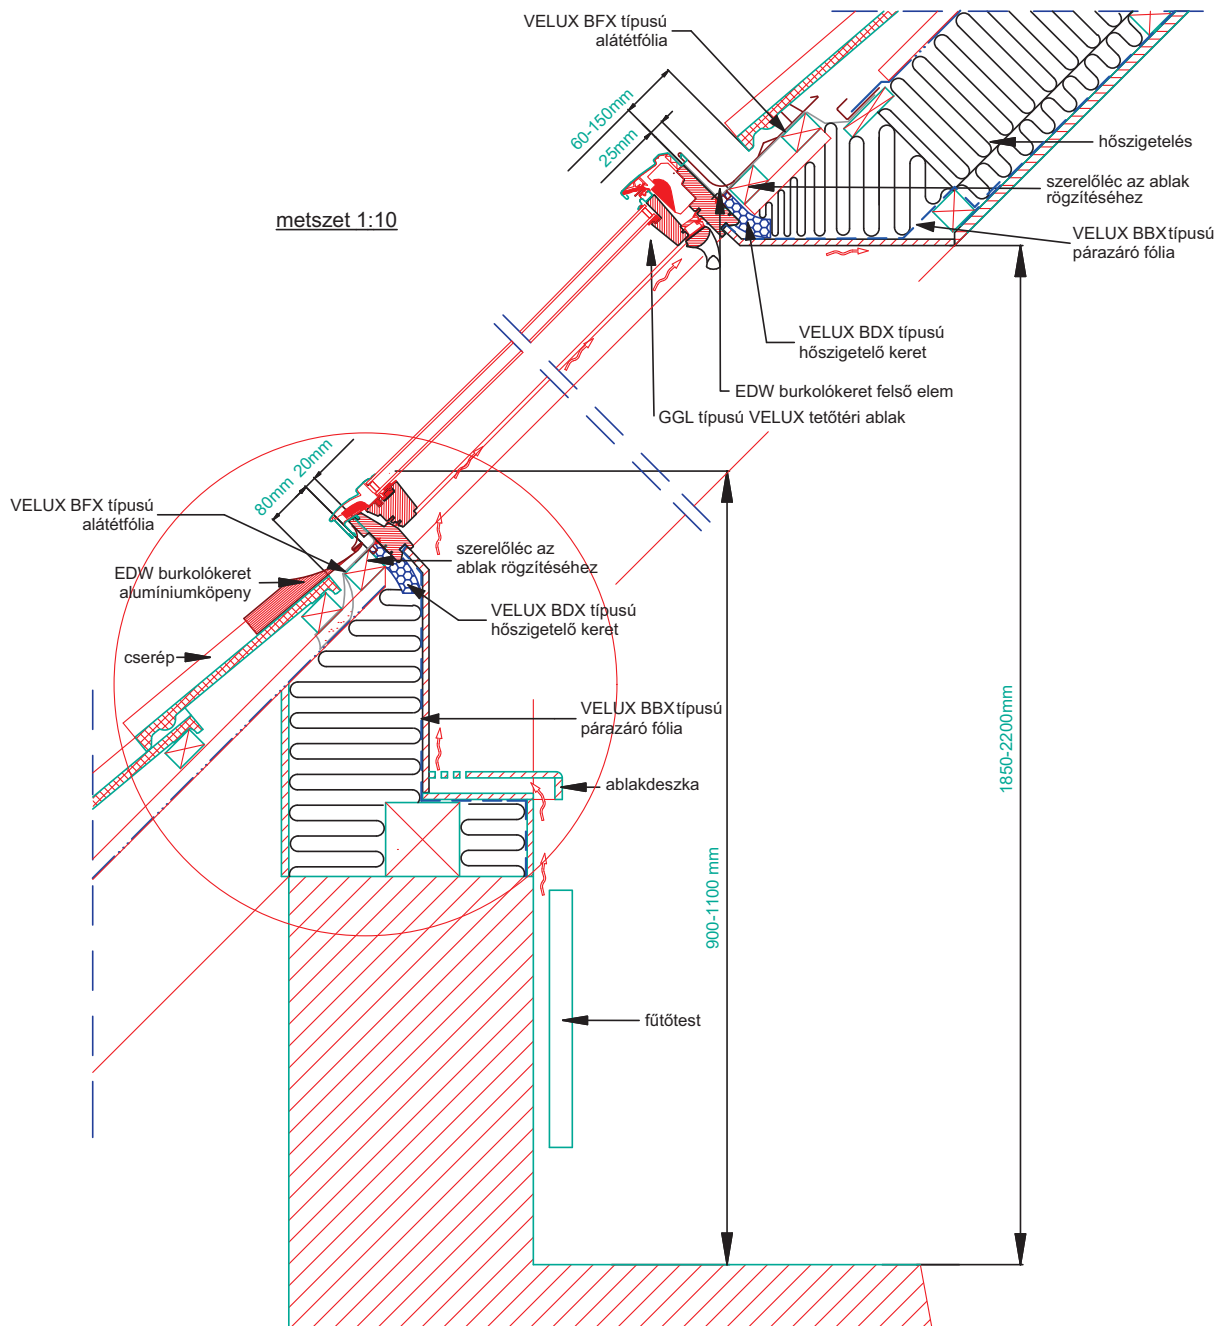 VELUX BFX típusú
alátétfólia
60-150mm
25mm
hőszigetelés
szerelőléc az ablak
rögzítéséhez
VELUX BBX típusú
párazáró fólia
metszet 1:10
VELUX BDX típusú
hőszigetelő keret
EDW burkolókeret felső elem
GGL típusú VELUX tetőtéri ablak
80mm 20mm
VELUX BFX típusú
alátétfólia
szerelőléc az
ablak rögzítéséhez
EDW burkolókeret
alumíniumköpeny
VELUX BDX típusú
hőszigetelő keret
cserép
VELUX BBX típusú
párazáró fólia
ablakdeszka
1850-2200mm
900-1100 mm
fűtőtest